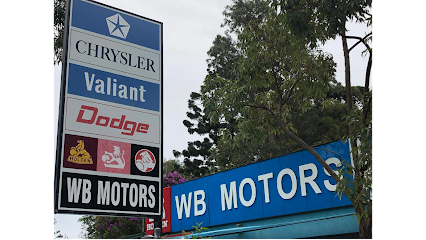 CHRYSLER
Valiant
Dodge
WB MOTORS
WB MOTORS